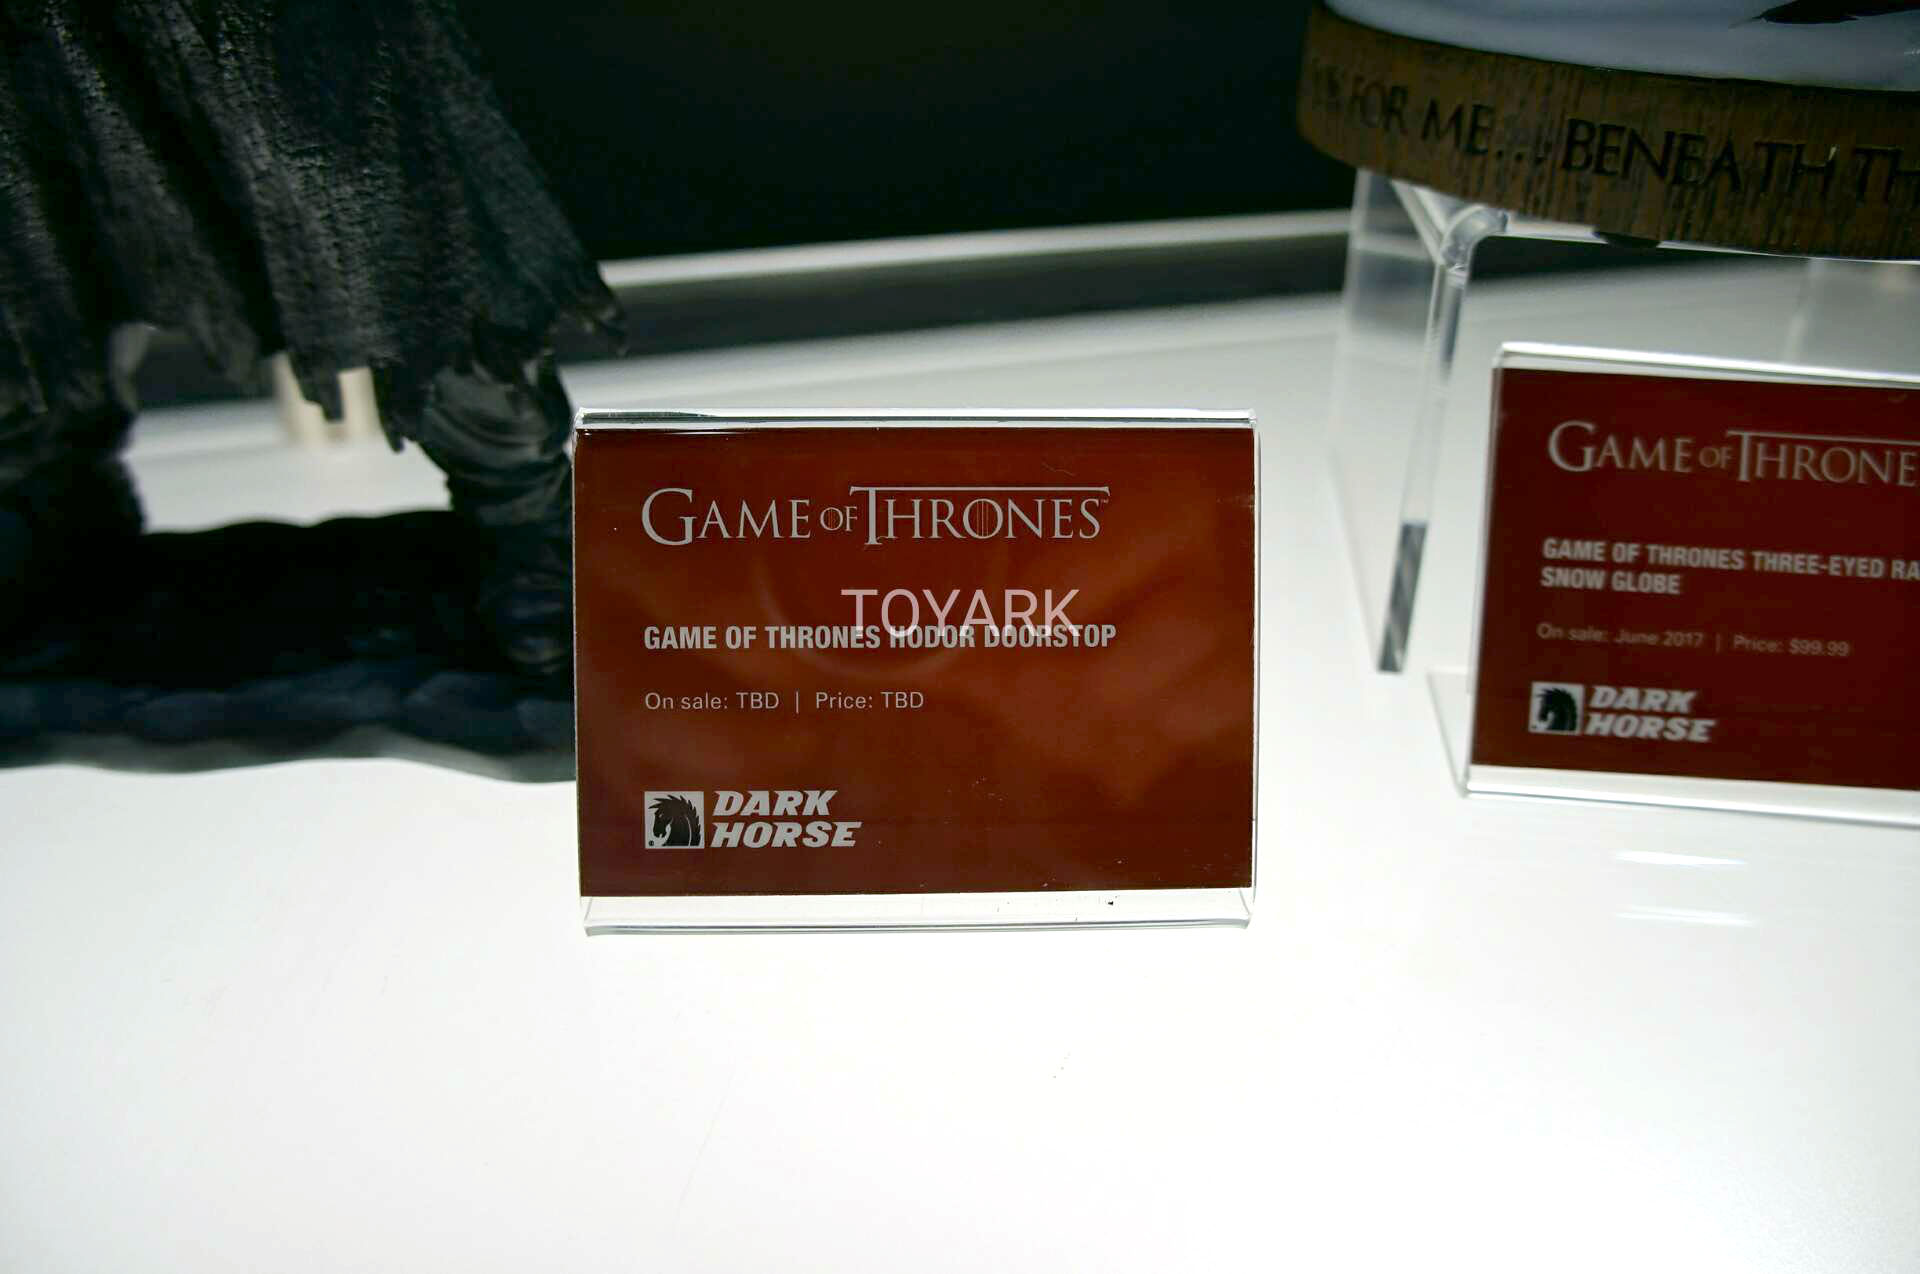 FOR ME... BENEATH
GAME OF THRONES™
TOYARK
GAME OF THRONES HODOR DOORSTOP
On sale: TBD | Price: TBD
DARK
HORSE
GAME OF THRONE
GAME OF THRONES THREE-EYED RA
SNOW GLOBE
On sale: June 2017 | Price: $99.99
DARK
HORSE